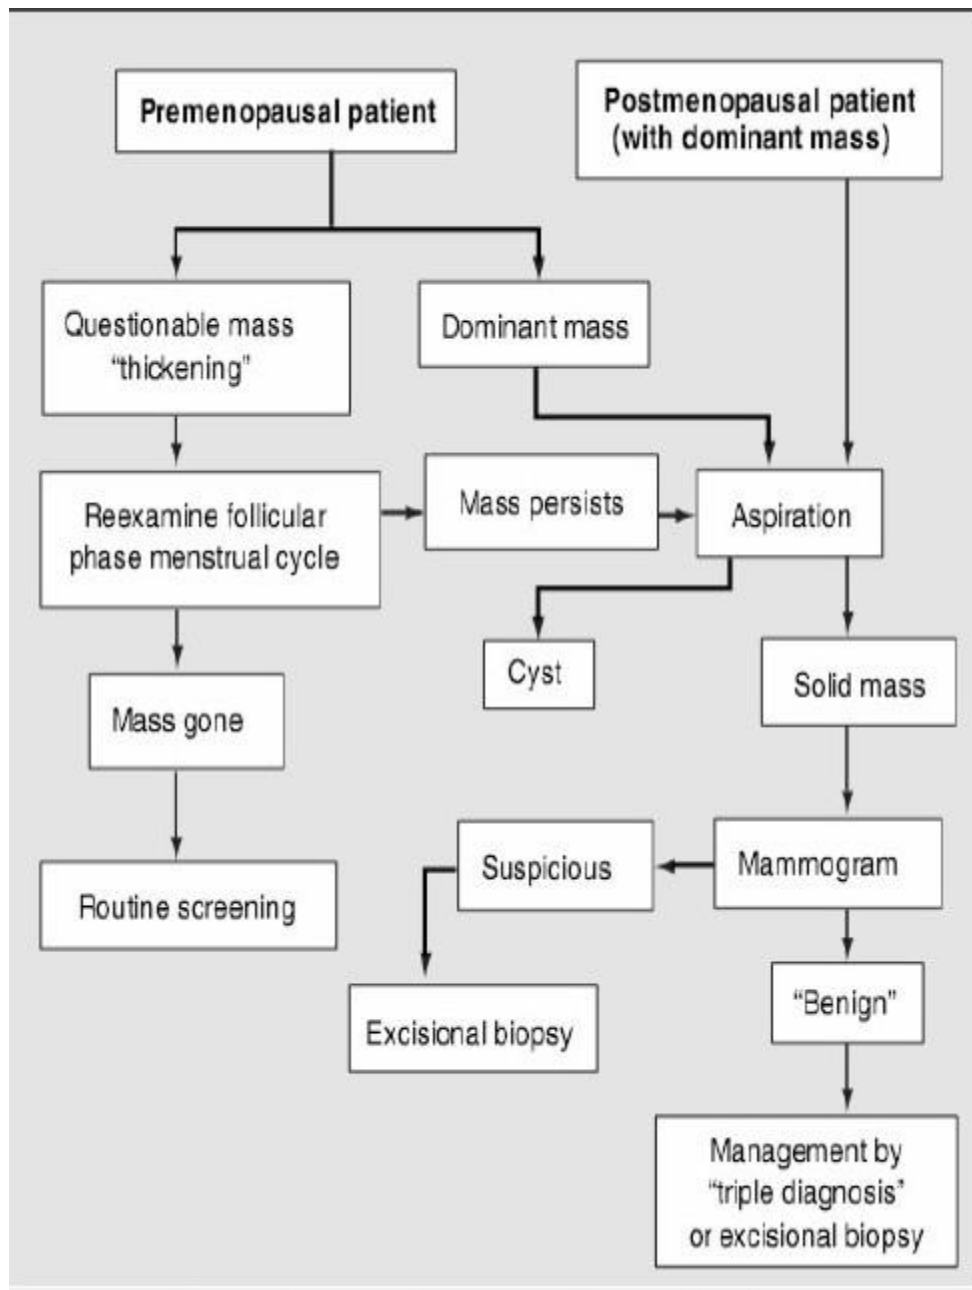 Premenopausal patient
Postmenopausal patient
(with dominant mass)
Questionable mass
“thickening”
Dominant mass
Reexamine follicular
phase menstrual cycle
Mass persists
Aspiration
Cyst
Solid mass
Mass gone
Suspicious
Mammogram
Routine screening
Excisional biopsy
“Benign”
Management by
“triple diagnosis”
or excisional biopsy